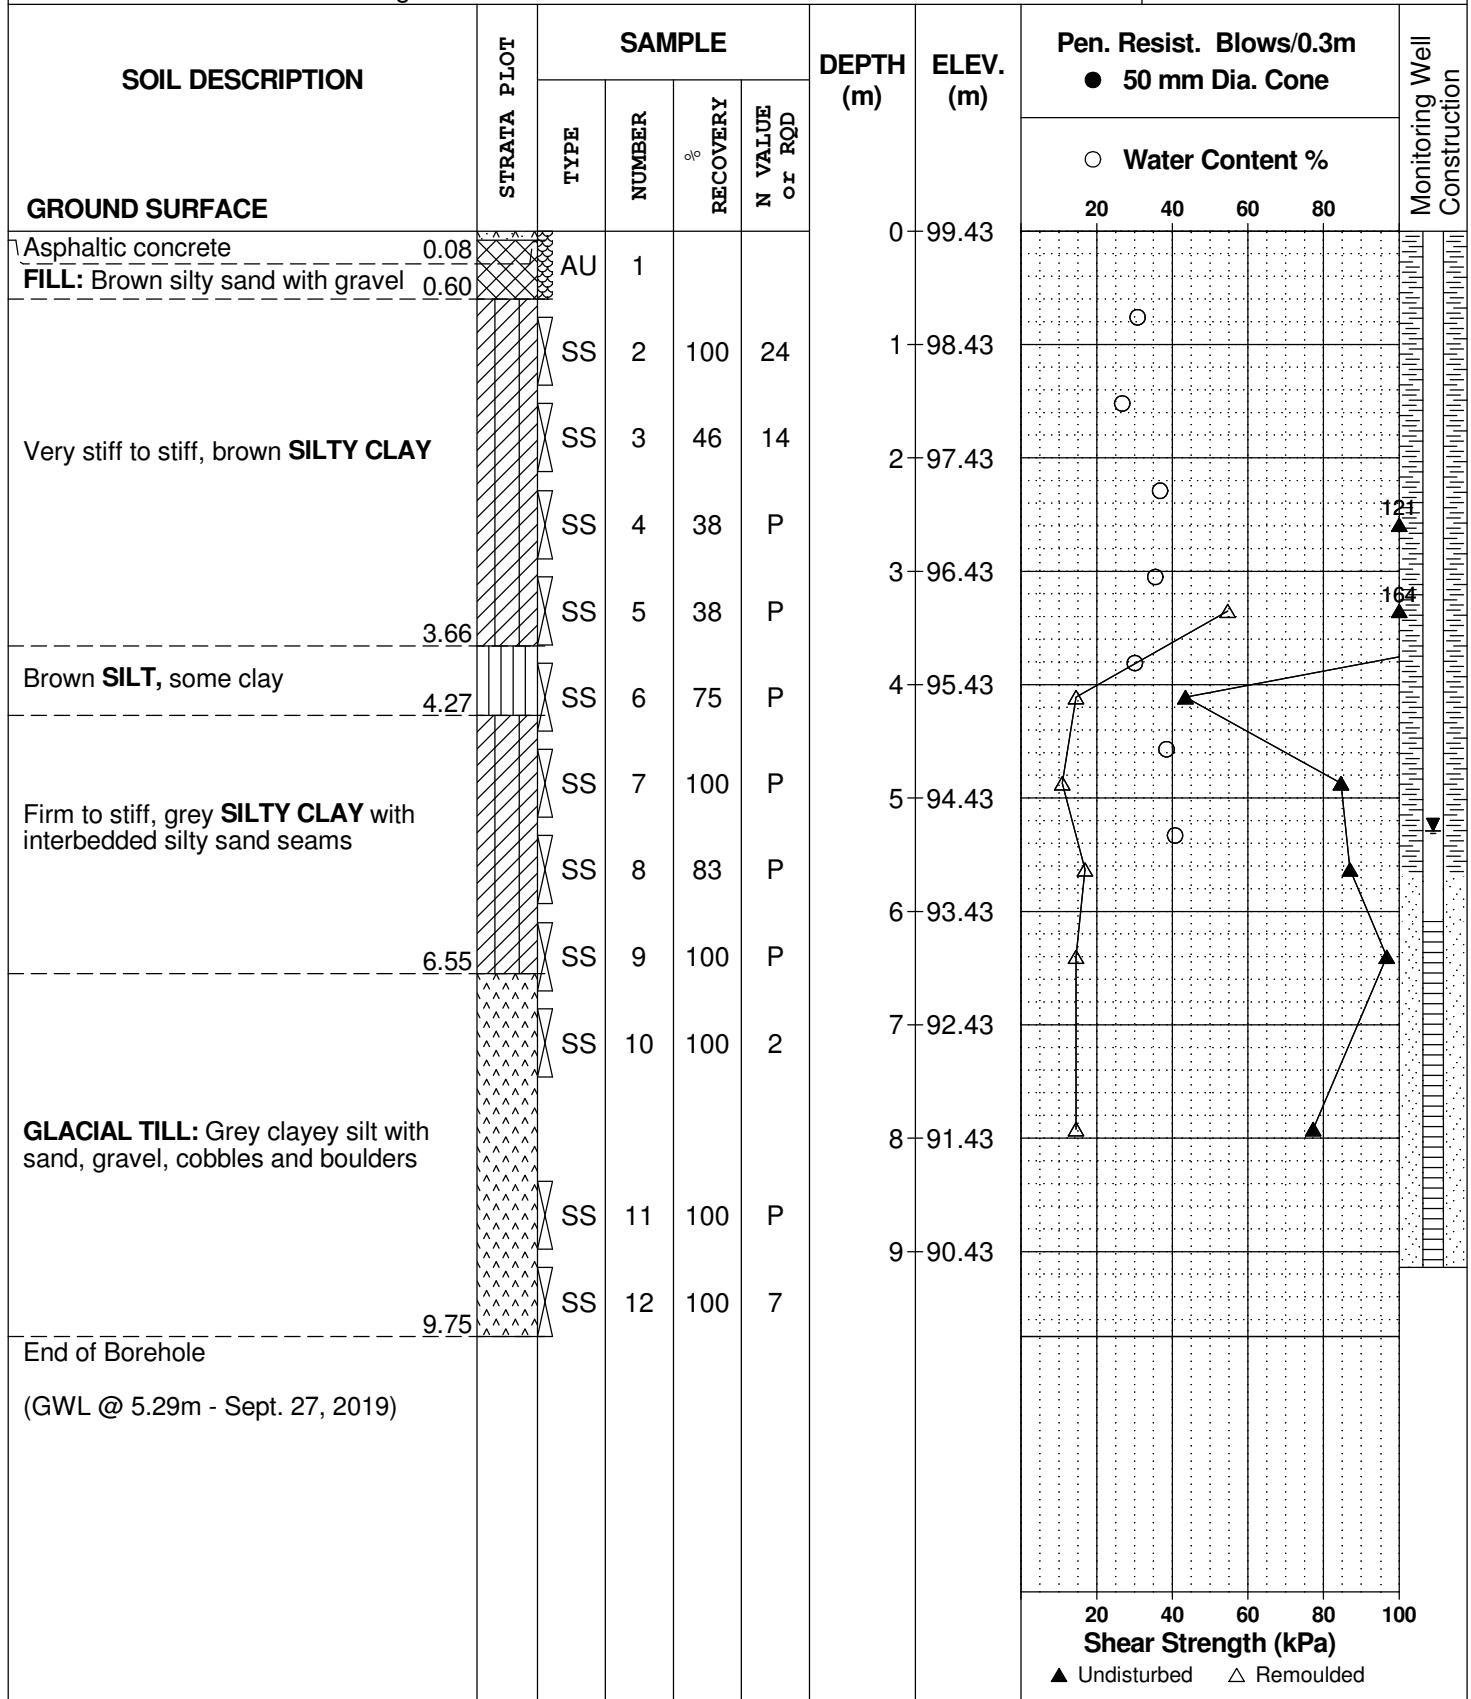 SOIL DESCRIPTION
GROUND SURFACE
STRATA PLOT
SAMPLE
TYPE
NUMBER
%
RECOVERY
N VALUE
or RQD
DEPTH
(m)
ELEV.
(m)
Pen. Resist. Blows/0.3m
● 50 mm Dia. Cone
○ Water Content %
20 40 60 80
Monitoring Well
Construction
0 99.43
Asphaltic concrete 0.08
FILL: Brown silty sand with gravel 0.60
AU 1
SS 2 100 24
1 98.43
Very stiff to stiff, brown SILTY CLAY
SS 3 46 14
2 97.43
121
SS 4 38 P
3 96.43
164
SS 5 38 P
3.66
Brown SILT, some clay
4.27
SS 6 75 P
4 95.43
SS 7 100 P
5 94.43
Firm to stiff, grey SILTY CLAY with
interbedded silty sand seams
SS 8 83 P
6 93.43
SS 9 100 P
6.55
7 92.43
SS 10 100 2
GLACIAL TILL: Grey clayey silt with
sand, gravel, cobbles and boulders
8 91.43
SS 11 100 P
9 90.43
SS 12 100 7
9.75
End of Borehole
(GWL @ 5.29m - Sept. 27, 2019)
20 40 60 80 100
Shear Strength (kPa)
▲ Undisturbed △ Remoulded